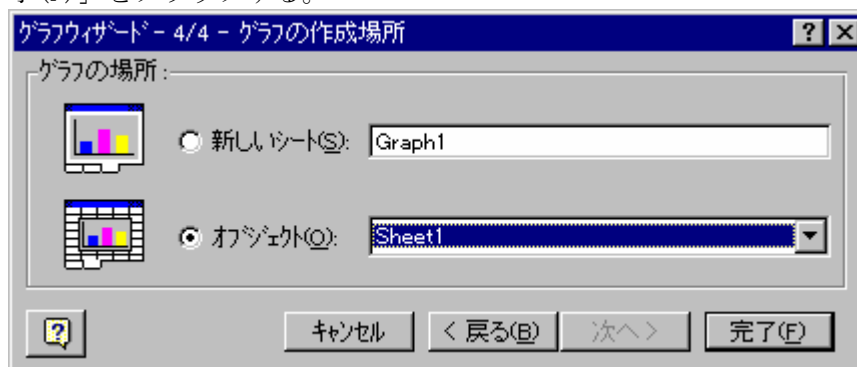 グラフウィザード - 4/4 - グラフの作成場所
グラフの場所:
新しいシート(S): Graph1
オブジェクト(O): Sheet1
キャンセル < 戻る(B) 次へ > 完了(F)